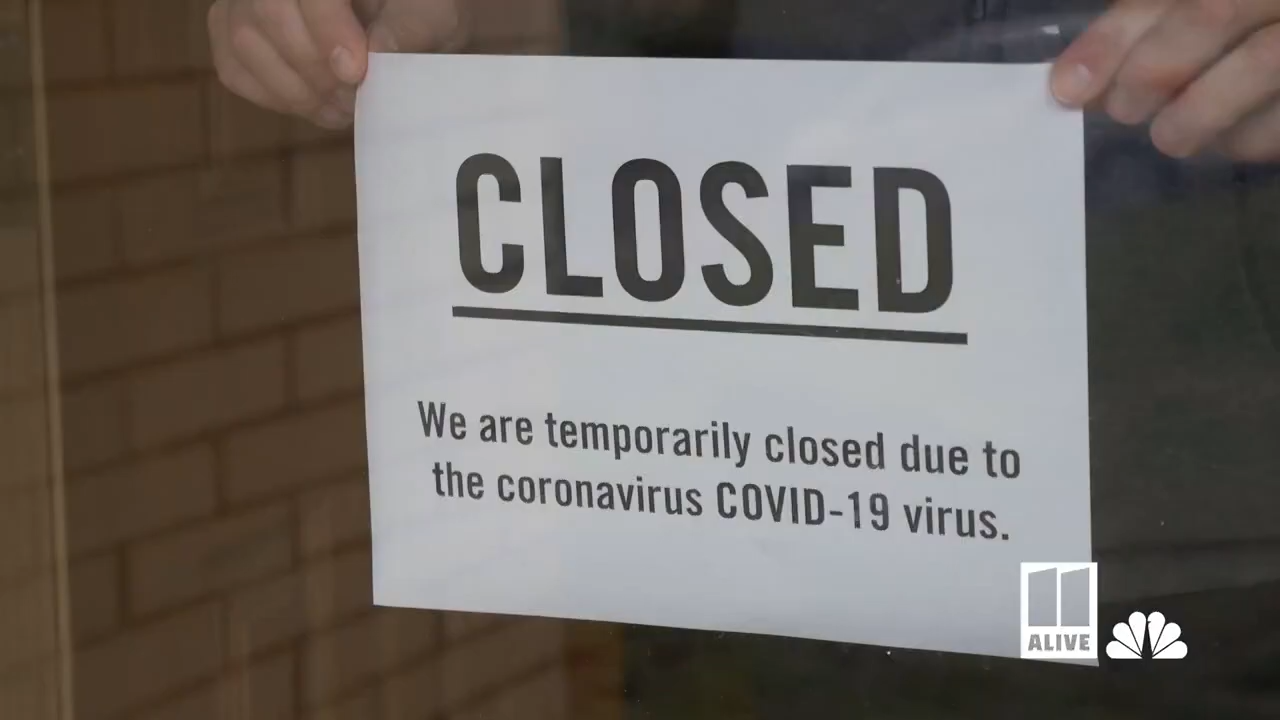 CLOSED
We are temporarily closed due to
the coronavirus COVID-19 virus.
11
ALIVE